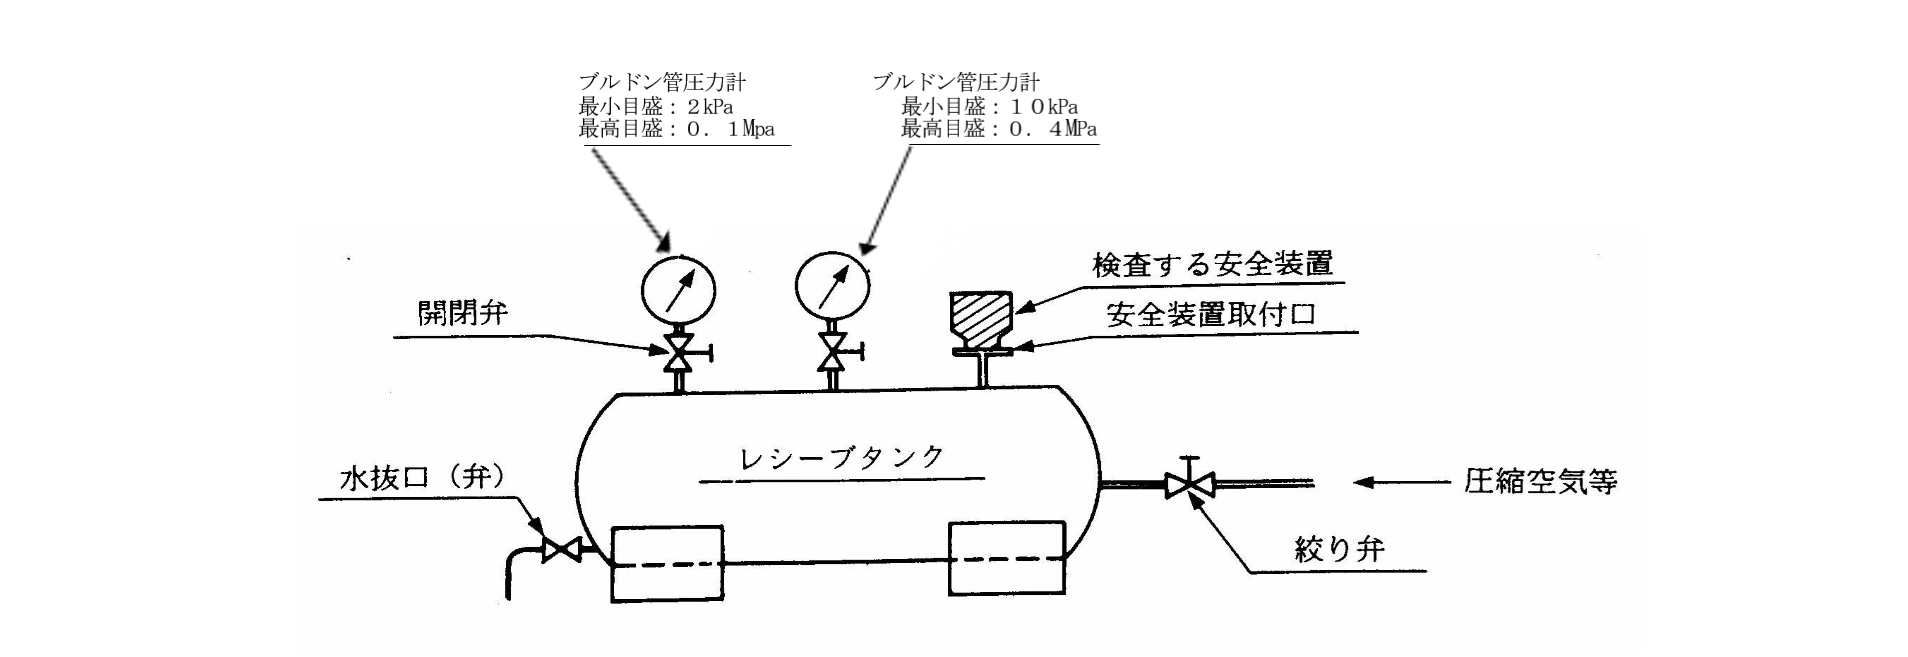 ブルドン管圧力計
最小目盛：２kPa
最高目盛：０．１Mpa
ブルドン管圧力計
最小目盛：１０kPa
最高目盛：０．４MPa
検査する安全装置
安全装置取付口
開閉弁
レシーブタンク
水抜口（弁）
圧縮空気等
絞り弁